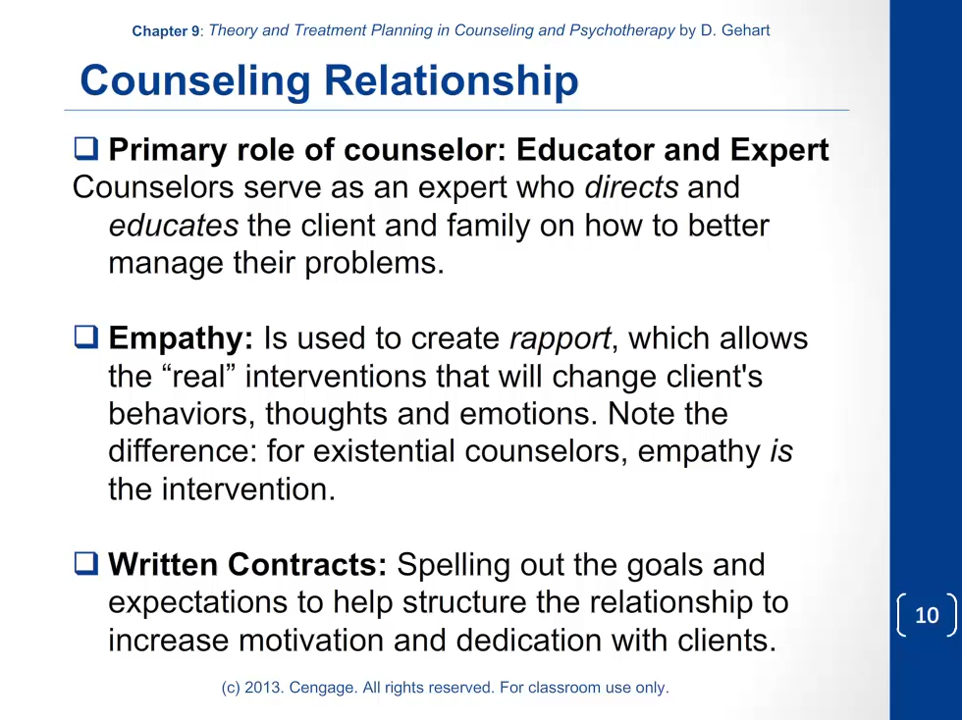 Chapter 9: Theory and Treatment Planning in Counseling and Psychotherapy by D. Gehart
Counseling Relationship
❑ Primary role of counselor: Educator and Expert
Counselors serve as an expert who directs and
educates the client and family on how to better
manage their problems.
❑ Empathy: Is used to create rapport, which allows
the “real” interventions that will change client's
behaviors, thoughts and emotions. Note the
difference: for existential counselors, empathy is
the intervention.
❑ Written Contracts: Spelling out the goals and
expectations to help structure the relationship to
increase motivation and dedication with clients.
10
(c) 2013. Cengage. All rights reserved. For classroom use only.